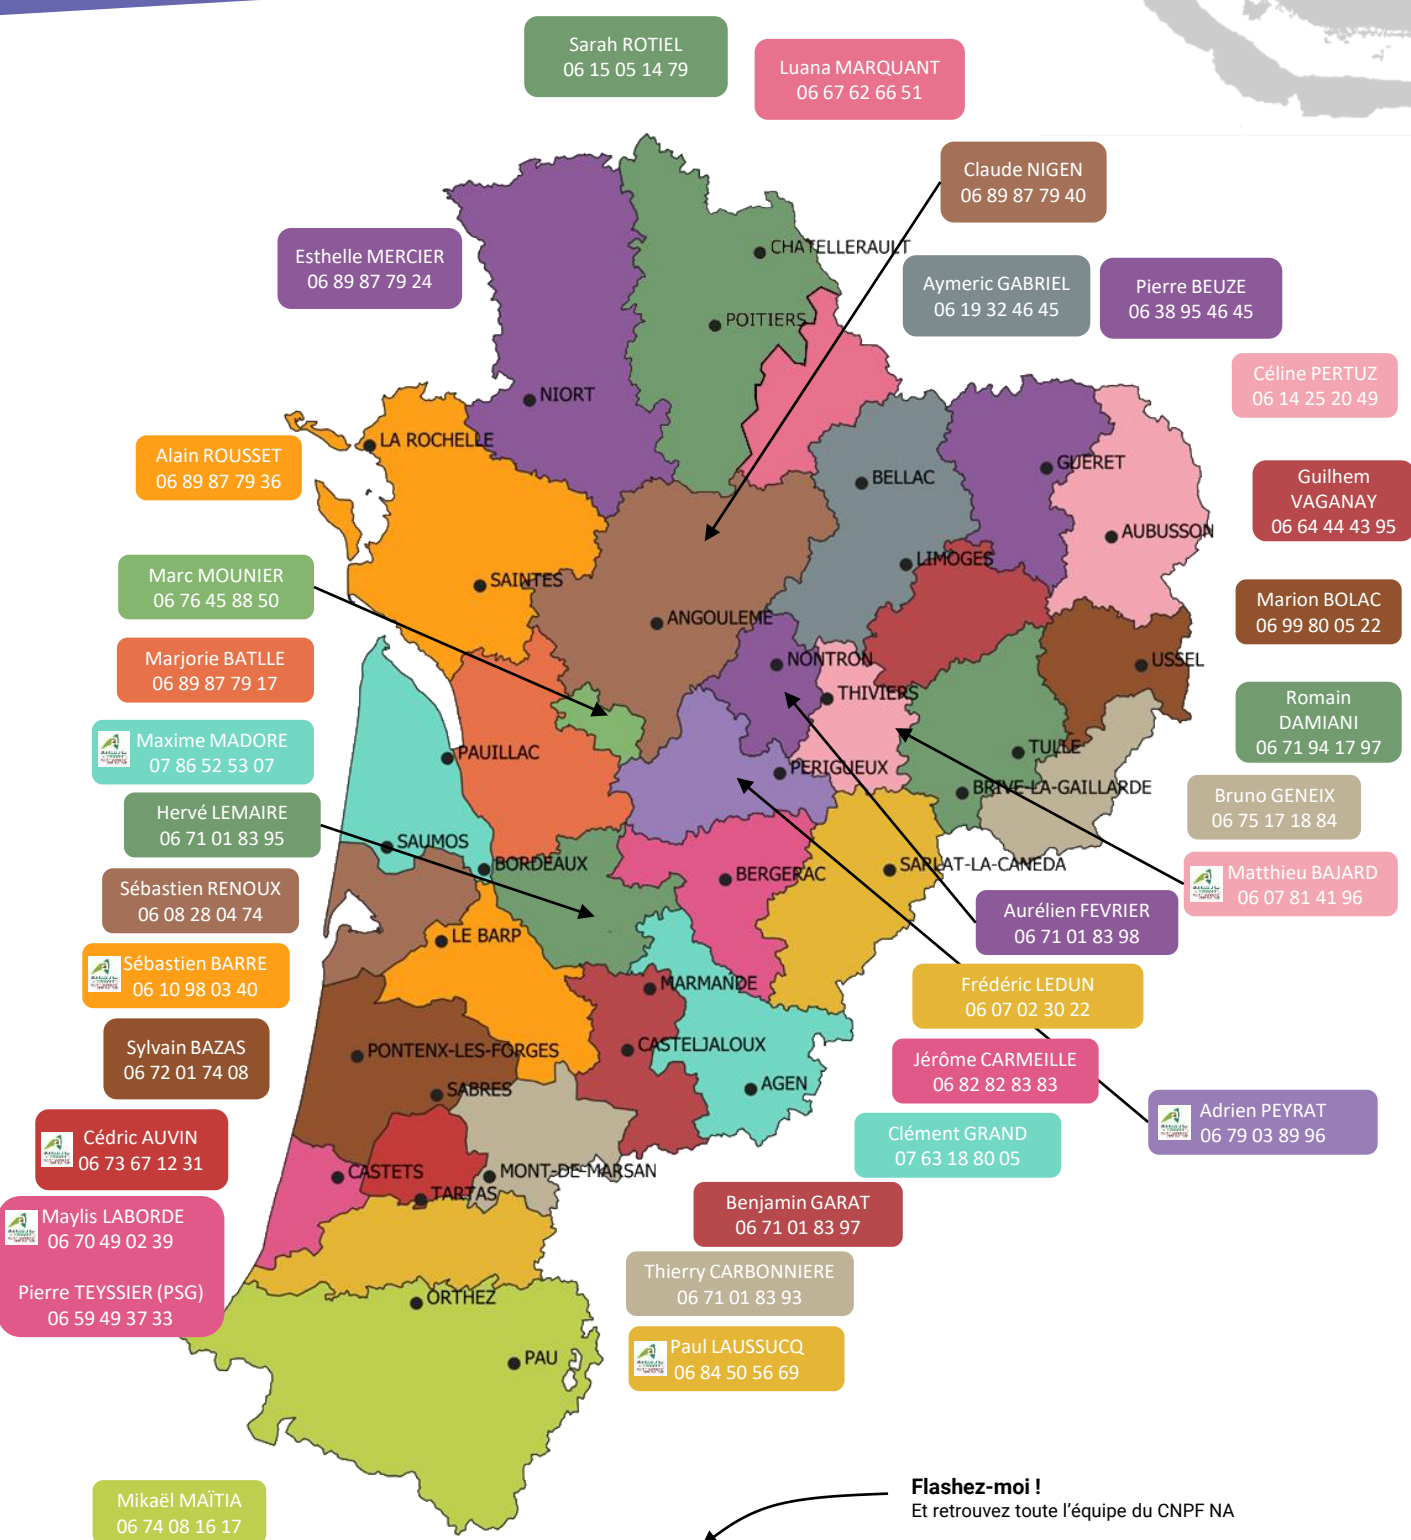 Sarah ROTIEL
06 15 05 14 79
Luana MARQUANT
06 67 62 66 51
Claude NIGEN
06 89 87 79 40
Esthelle MERCIER
06 89 87 79 24
CHATELLERAULT
Aymeric GABRIEL
06 19 32 46 45
Pierre BEUZE
06 38 95 46 45
POITIERS
Céline PERTUZ
06 14 25 20 49
NIORT
LA ROCHELLE
Alain ROUSSET
06 89 87 79 36
GUERET
BELLAC
Guilhem
VAGANAY
06 64 44 43 95
AUBUSSON
LIMOGES
SAINTES
Marc MOUNIER
06 76 45 88 50
ANGOULEME
Marion BOLAC
06 99 80 05 22
Marjorie BATLLE
06 89 87 79 17
NONTRON
USSEL
THIVIERS
Romain
DAMIANI
06 71 94 17 97
Maxime MADORE
07 86 52 53 07
PAUILLAC
TULLE
PERIGUEUX
BRIVE-LA-GAILLARDE
Bruno GENEIX
06 75 17 18 84
Hervé LEMAIRE
06 71 01 83 95
SAUMOS
BORDEAUX
BERGERAC
SARLAT-LA-CANEDA
Matthieu BAJARD
06 07 81 41 96
Sébastien RENOUX
06 08 28 04 74
Aurélien FEVRIER
06 71 01 83 98
LE BARP
Sébastien BARRE
06 10 98 03 40
MARMANDE
Frédéric LEDUN
06 07 02 30 22
Sylvain BAZAS
06 72 01 74 08
PONTENX-LES-FORGES
CASTELJALOUX
Jérôme CARMEILLE
06 82 82 83 83
SABRES
AGEN
Adrien PEYRAT
06 79 03 89 96
Cédric AUVIN
06 73 67 12 31
Clément GRAND
07 63 18 80 05
CASTETS
MONT-DE-MARSAN
TARTAS
Benjamin GARAT
06 71 01 83 97
Maylis LABORDE
06 70 49 02 39
Pierre TEYSSIER (PSG)
06 59 49 37 33
Thierry CARBONNIERE
06 71 01 83 93
ORTHEZ
PAU
Paul LAUSSUCQ
06 84 50 56 69
Mikaël MAÏTIA
06 74 08 16 17
Flashez-moi !
Et retrouvez toute l'équipe du CNPF NA